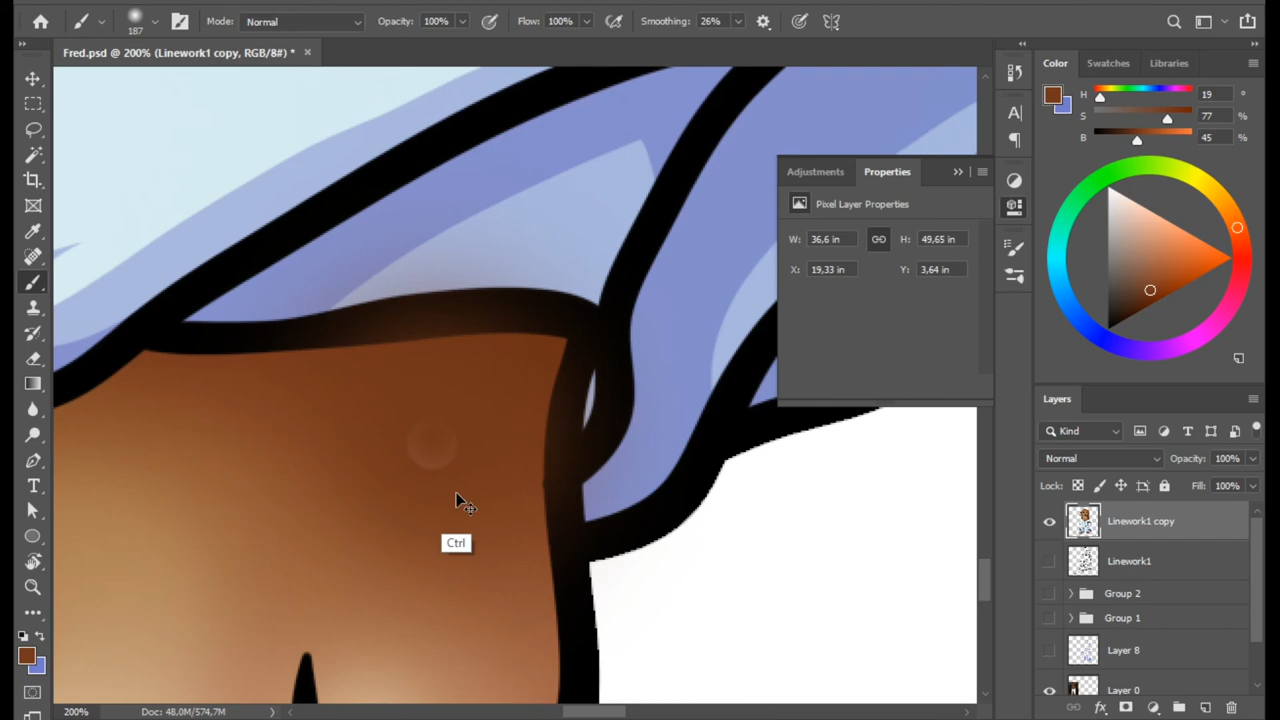 Mode: Normal Opacity: 100% Flow: 100% Smoothing: 26%
187
Fred.psd @ 200% (Linework1 copy, RGB/8#) * ×
Color Swatches Libraries
H 19 °
S 77 %
B 45 %
Adjustments Properties
Pixel Layer Properties
W: 36,6 in H: 49,65 in
X: 19,33 in Y: 3,64 in
Ctrl
Layers
Kind
Normal Opacity: 100%
Lock: Fill: 100%
Linework1 copy
Linework1
Group 2
Group 1
Layer 8
Layer 0
200% Doc: 48.0M/574,7M